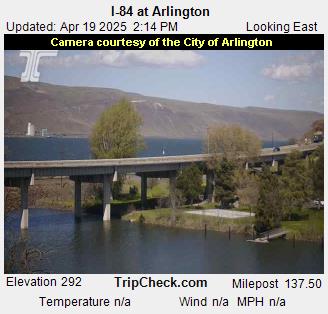 I-84 at Arlington
Updated: Apr 19 2025 2:14 PM Looking East
Camera courtesy of the City of Arlington
Elevation 292 TripCheck.com Milepost 137.50
Temperature n/a Wind n/a MPH n/a